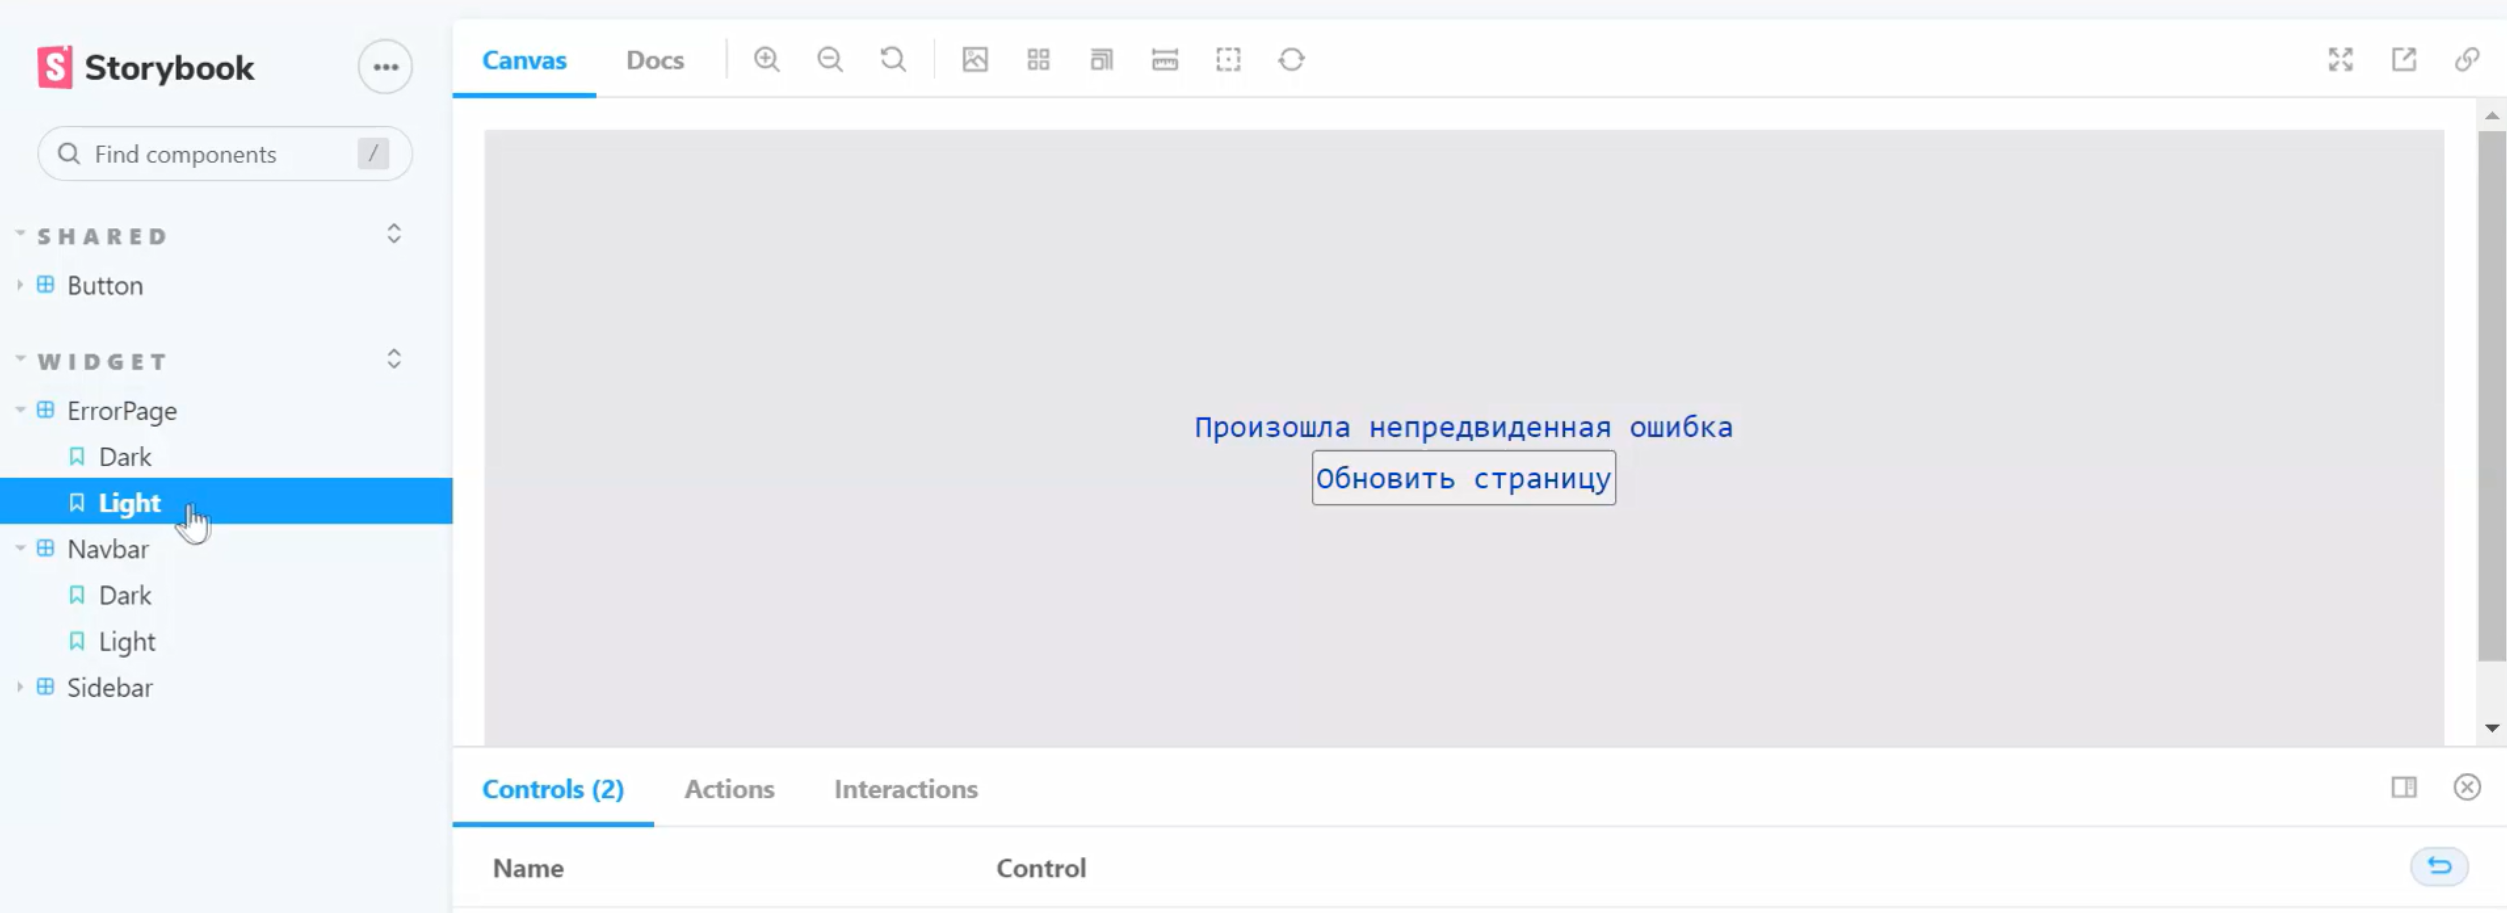 Storybook
Find components /
SHARED
Button
WIDGET
ErrorPage
Dark
Light
Navbar
Dark
Light
Sidebar
Canvas Docs
Произошла непредвиденная ошибка
Обновить страницу
Controls (2) Actions Interactions
Name Control